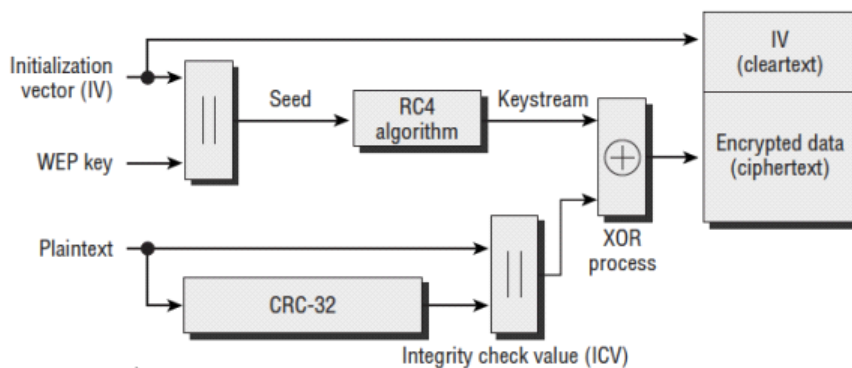 Initialization
vector (IV)
WEP key
Seed
RC4
algorithm
Keystream
IV
(cleartext)
Encrypted data
(ciphertext)
XOR
process
Plaintext
CRC-32
Integrity check value (ICV)